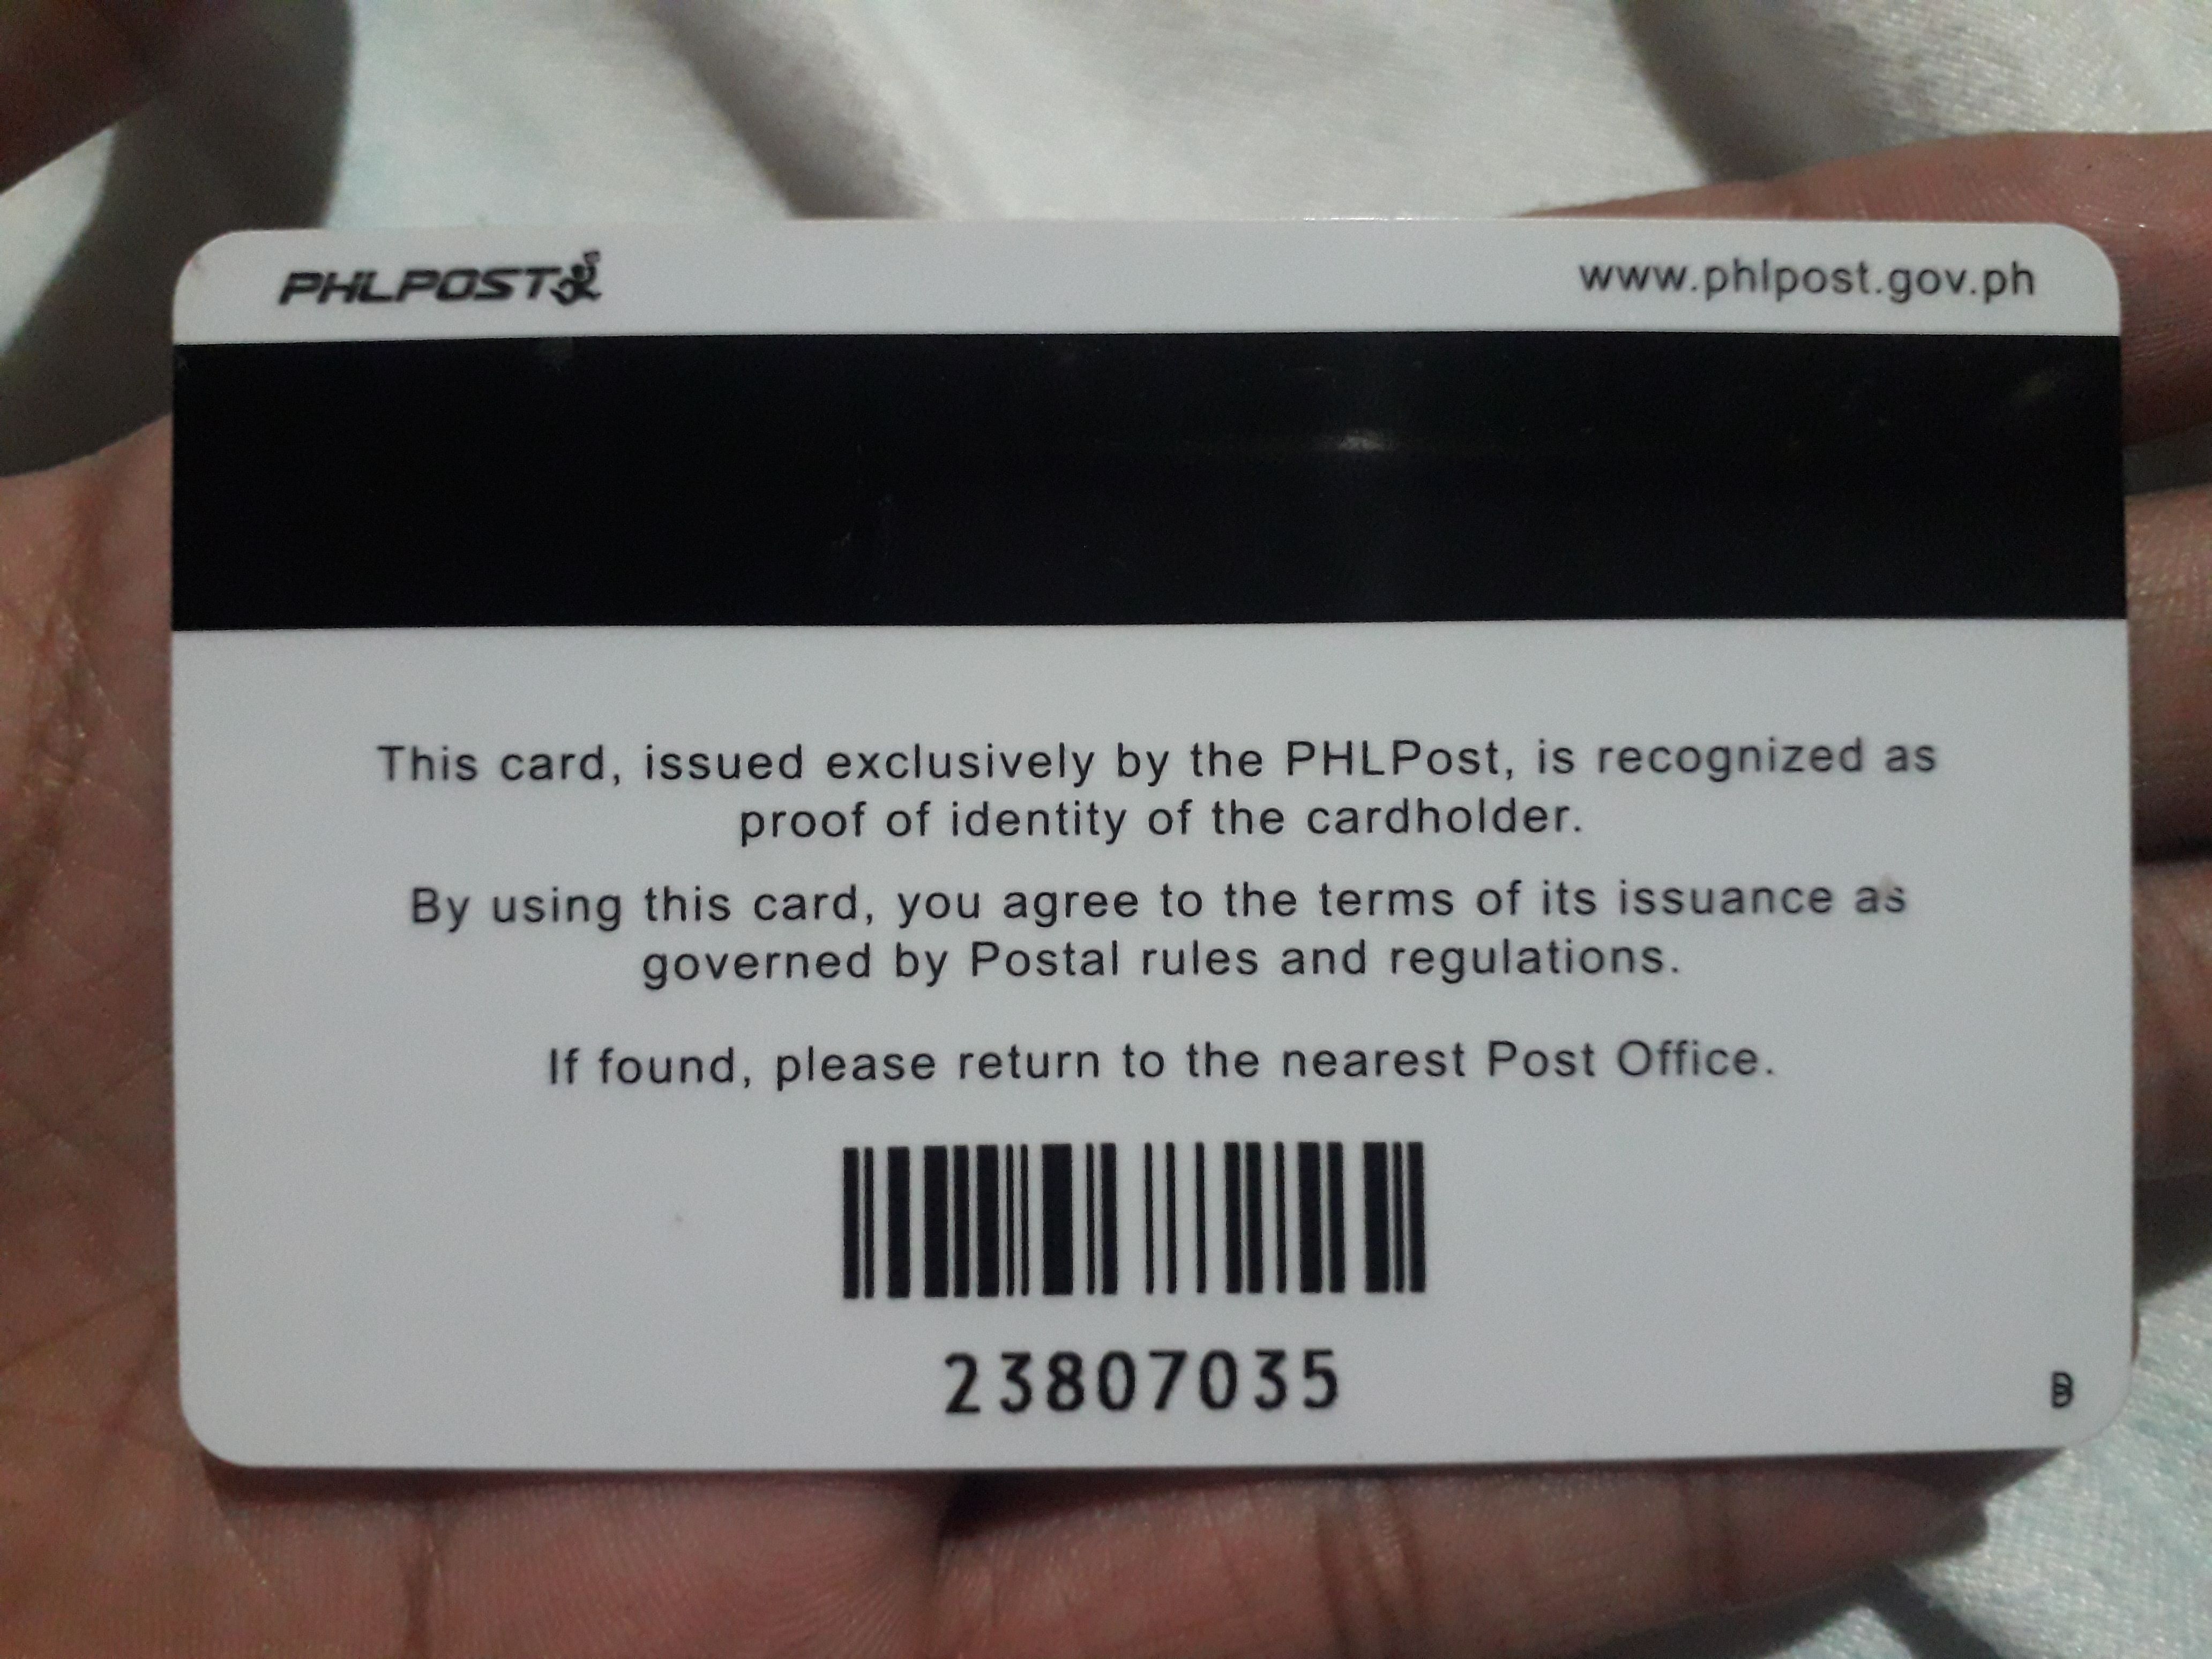 PHLPOST
www.phlpost.gov.ph
This card, issued exclusively by the PHLPost, is recognized as
proof of identity of the cardholder.
By using this card, you agree to the terms of its issuance as
governed by Postal rules and regulations.
If found, please return to the nearest Post Office.
23807035
B